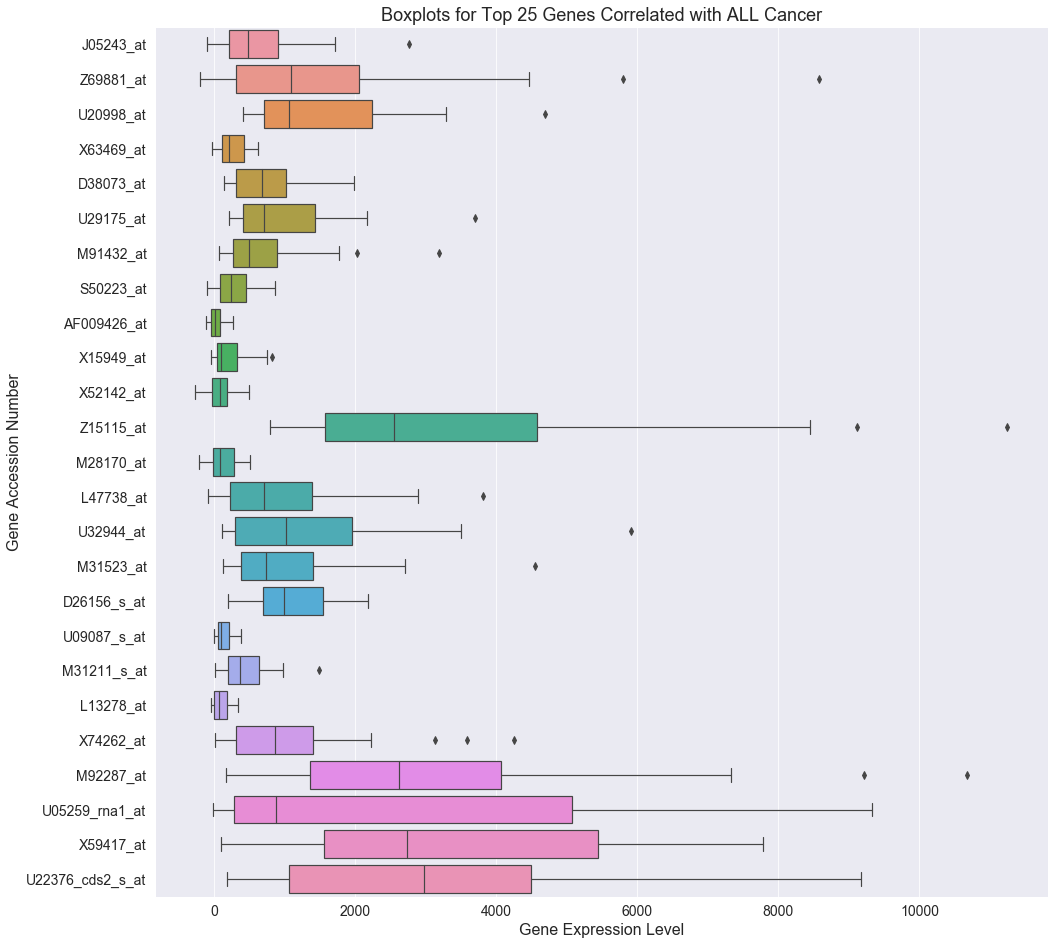 Boxplots for Top 25 Genes Correlated with ALL Cancer
Gene Accession Number
J05243_at
Z69881_at
U20998_at
X63469_at
D38073_at
U29175_at
M91432_at
S50223_at
AF009426_at
X15949_at
X52142_at
Z15115_at
M28170_at
L47738_at
U32944_at
M31523_at
D26156_s_at
U09087_s_at
M31211_s_at
L13278_at
X74262_at
M92287_at
U05259_rna1_at
X59417_at
U22376_cds2_s_at
0 2000 4000 6000 8000 10000
Gene Expression Level